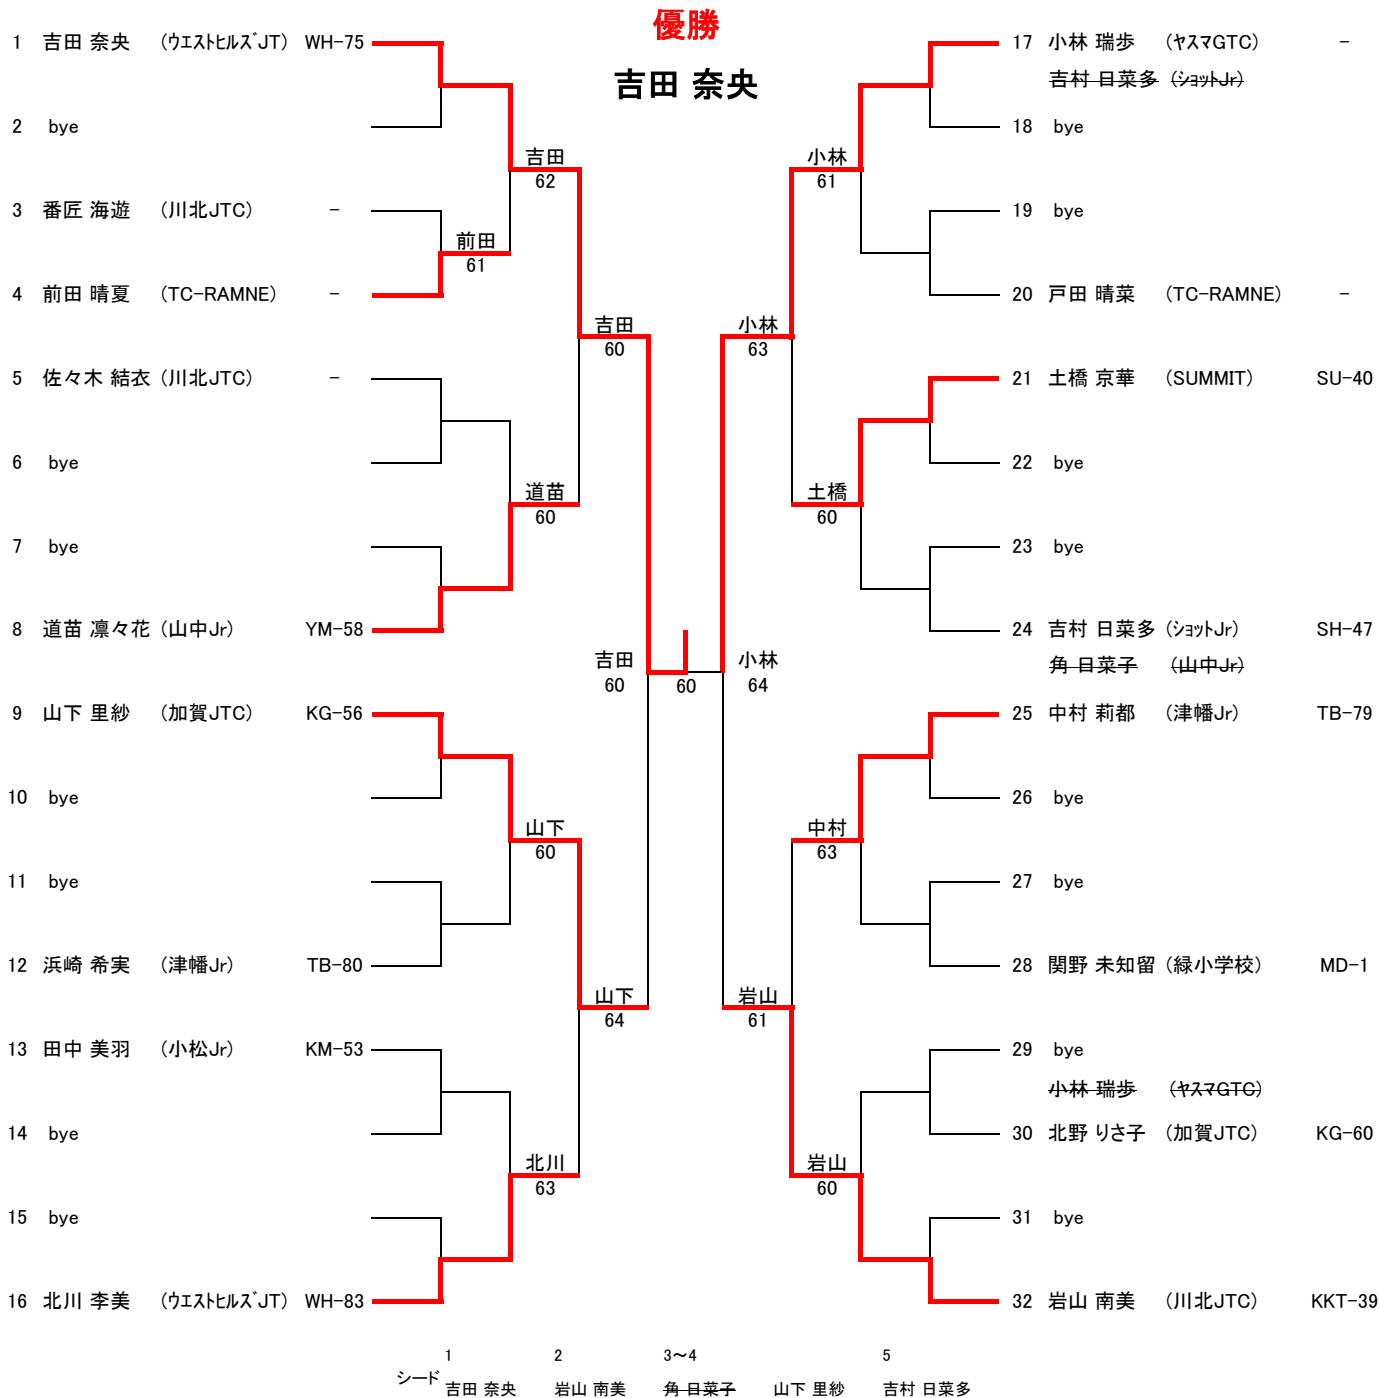 優勝
吉田 奈央
1 吉田 奈央 (ウエストヒルズJT) WH-75
2 bye
3 番匠 海遊 (川北JTC) -
4 前田 晴夏 (TC-RAMNE) -
5 佐々木 結衣 (川北JTC) -
6 bye
7 bye
8 道苗 凛々花 (山中Jr) YM-58
9 山下 里紗 (加賀JTC) KG-56
10 bye
11 bye
12 浜崎 希実 (津幡Jr) TB-80
13 田中 美羽 (小松Jr) KM-53
14 bye
15 bye
16 北川 李美 (ウエストヒルズJT) WH-83
前田
61
吉田
62
道苗
60
山下
60
北川
63
吉田
60
山下
64
吉田
60
60
小林
64
小林
63
岩山
61
小林
61
土橋
60
中村
63
岩山
60
17 小林 瑞歩 (ヤスマGTC) -
吉村 日菜多 (ショットJr)
18 bye
19 bye
20 戸田 晴菜 (TC-RAMNE) -
21 土橋 京華 (SUMMIT) SU-40
22 bye
23 bye
24 吉村 日菜多 (ショットJr) SH-47
角 日菜子 (山中Jr)
25 中村 莉都 (津幡Jr) TB-79
26 bye
27 bye
28 関野 未知留 (緑小学校) MD-1
29 bye
小林 瑞歩 (ヤスマGTC)
30 北野 りさ子 (加賀JTC) KG-60
31 bye
32 岩山 南美 (川北JTC) KKT-39
1 2 3～4 5
シード 吉田 奈央 岩山 南美 角 日菜子 山下 里紗 吉村 日菜多